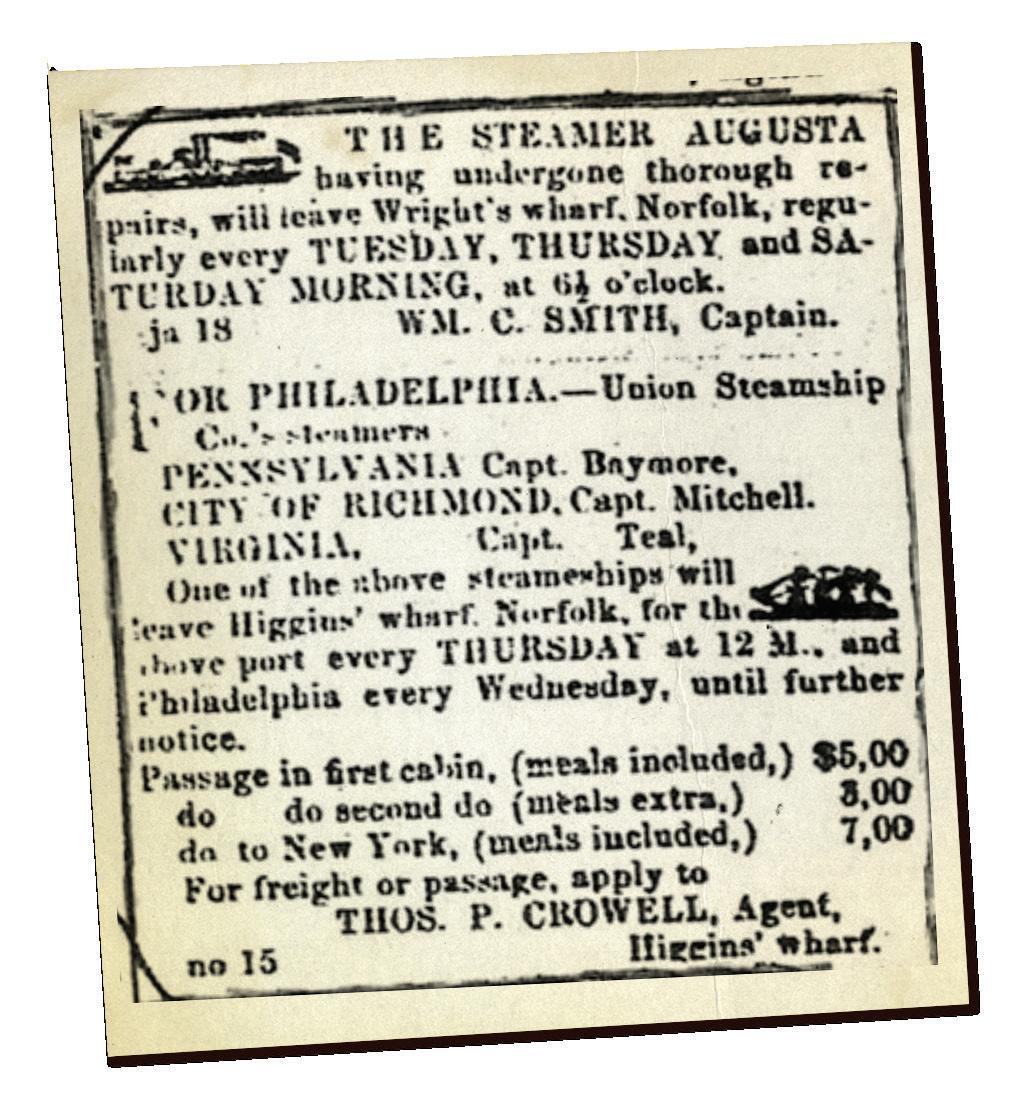 THE STEAMER AUGUSTA
having undergone thorough re-
pairs, will leave Wright's wharf, Norfolk, regu-
larly every TUESDAY, THURSDAY and SA-
TURDAY MORNING, at 6½ o'clock.
ja 18 WM. C. SMITH, Captain.
FOR PHILADELPHIA.—Union Steamship
Co.'s steamers
PENNSYLVANIA Capt. Baymore,
CITY OF RICHMOND, Capt. Mitchell.
VIRGINIA, Capt. Teal,
One of the above steameships will
leave Higgins' wharf. Norfolk, for the
above port every THURSDAY at 12 M., and
Philadelphia every Wednesday, until further
notice.
Passage in first cabin, (meals included,) $5,00
do do second do (meals extra,) 3,00
do to New York, (meals included,) 7,00
For freight or passage, apply to
THOS. P. CROWELL, Agent,
no 15 Higgins' wharf.